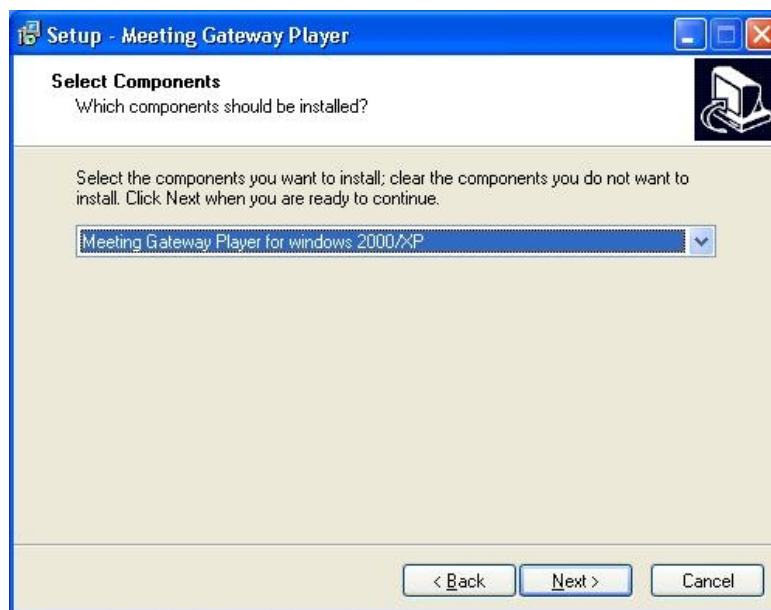 Setup - Meeting Gateway Player
Select Components
Which components should be installed?
Select the components you want to install; clear the components you do not want to
install. Click Next when you are ready to continue.
Meeting Gateway Player for windows 2000/XP
< Back
Next >
Cancel